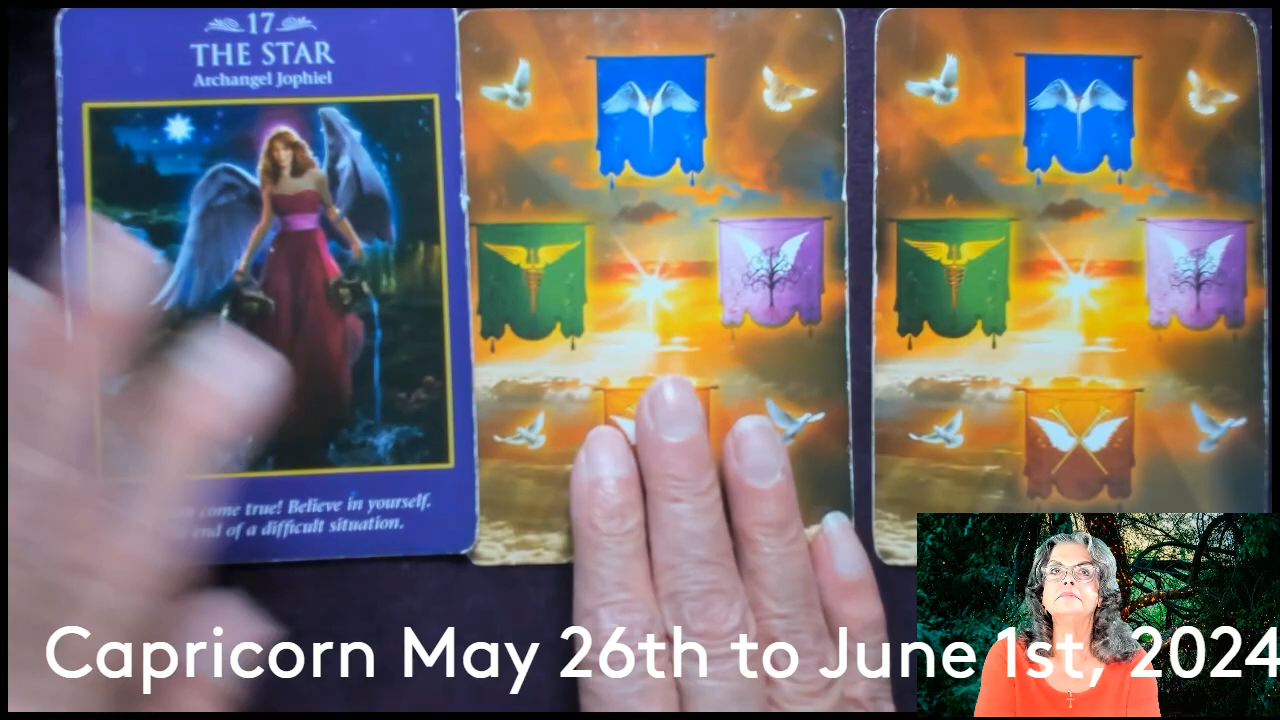 17
THE STAR
Archangel Jophiel
come true! Believe in yourself.
end of a difficult situation.
Capricorn May 26th to June 1st, 2024